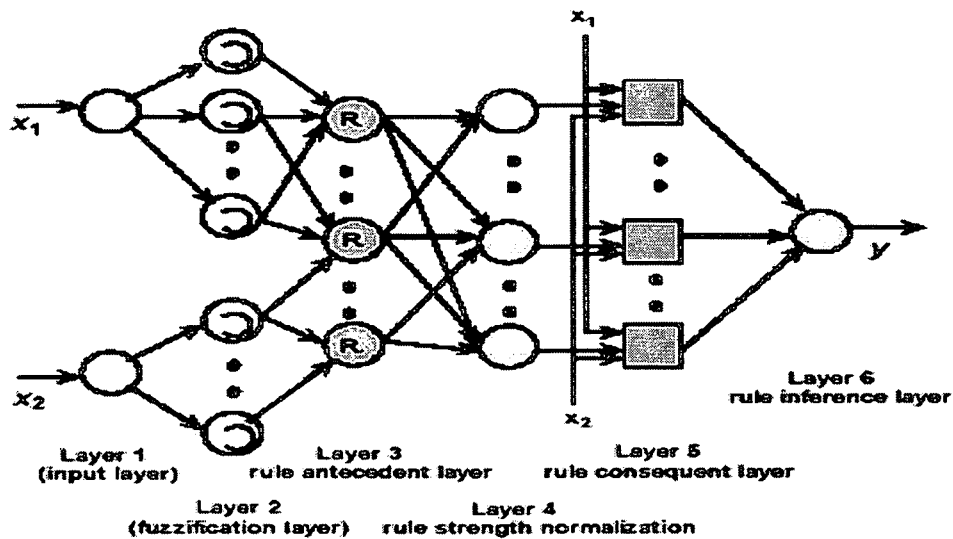 x1
x1
R
R
R
y
x2
x2
Layer 6
rule inference layer
Layer 1
(input layer)
Layer 3
rule antecedent layer
Layer 5
rule consequent layer
Layer 2
(fuzzification layer)
Layer 4
rule strength normalization